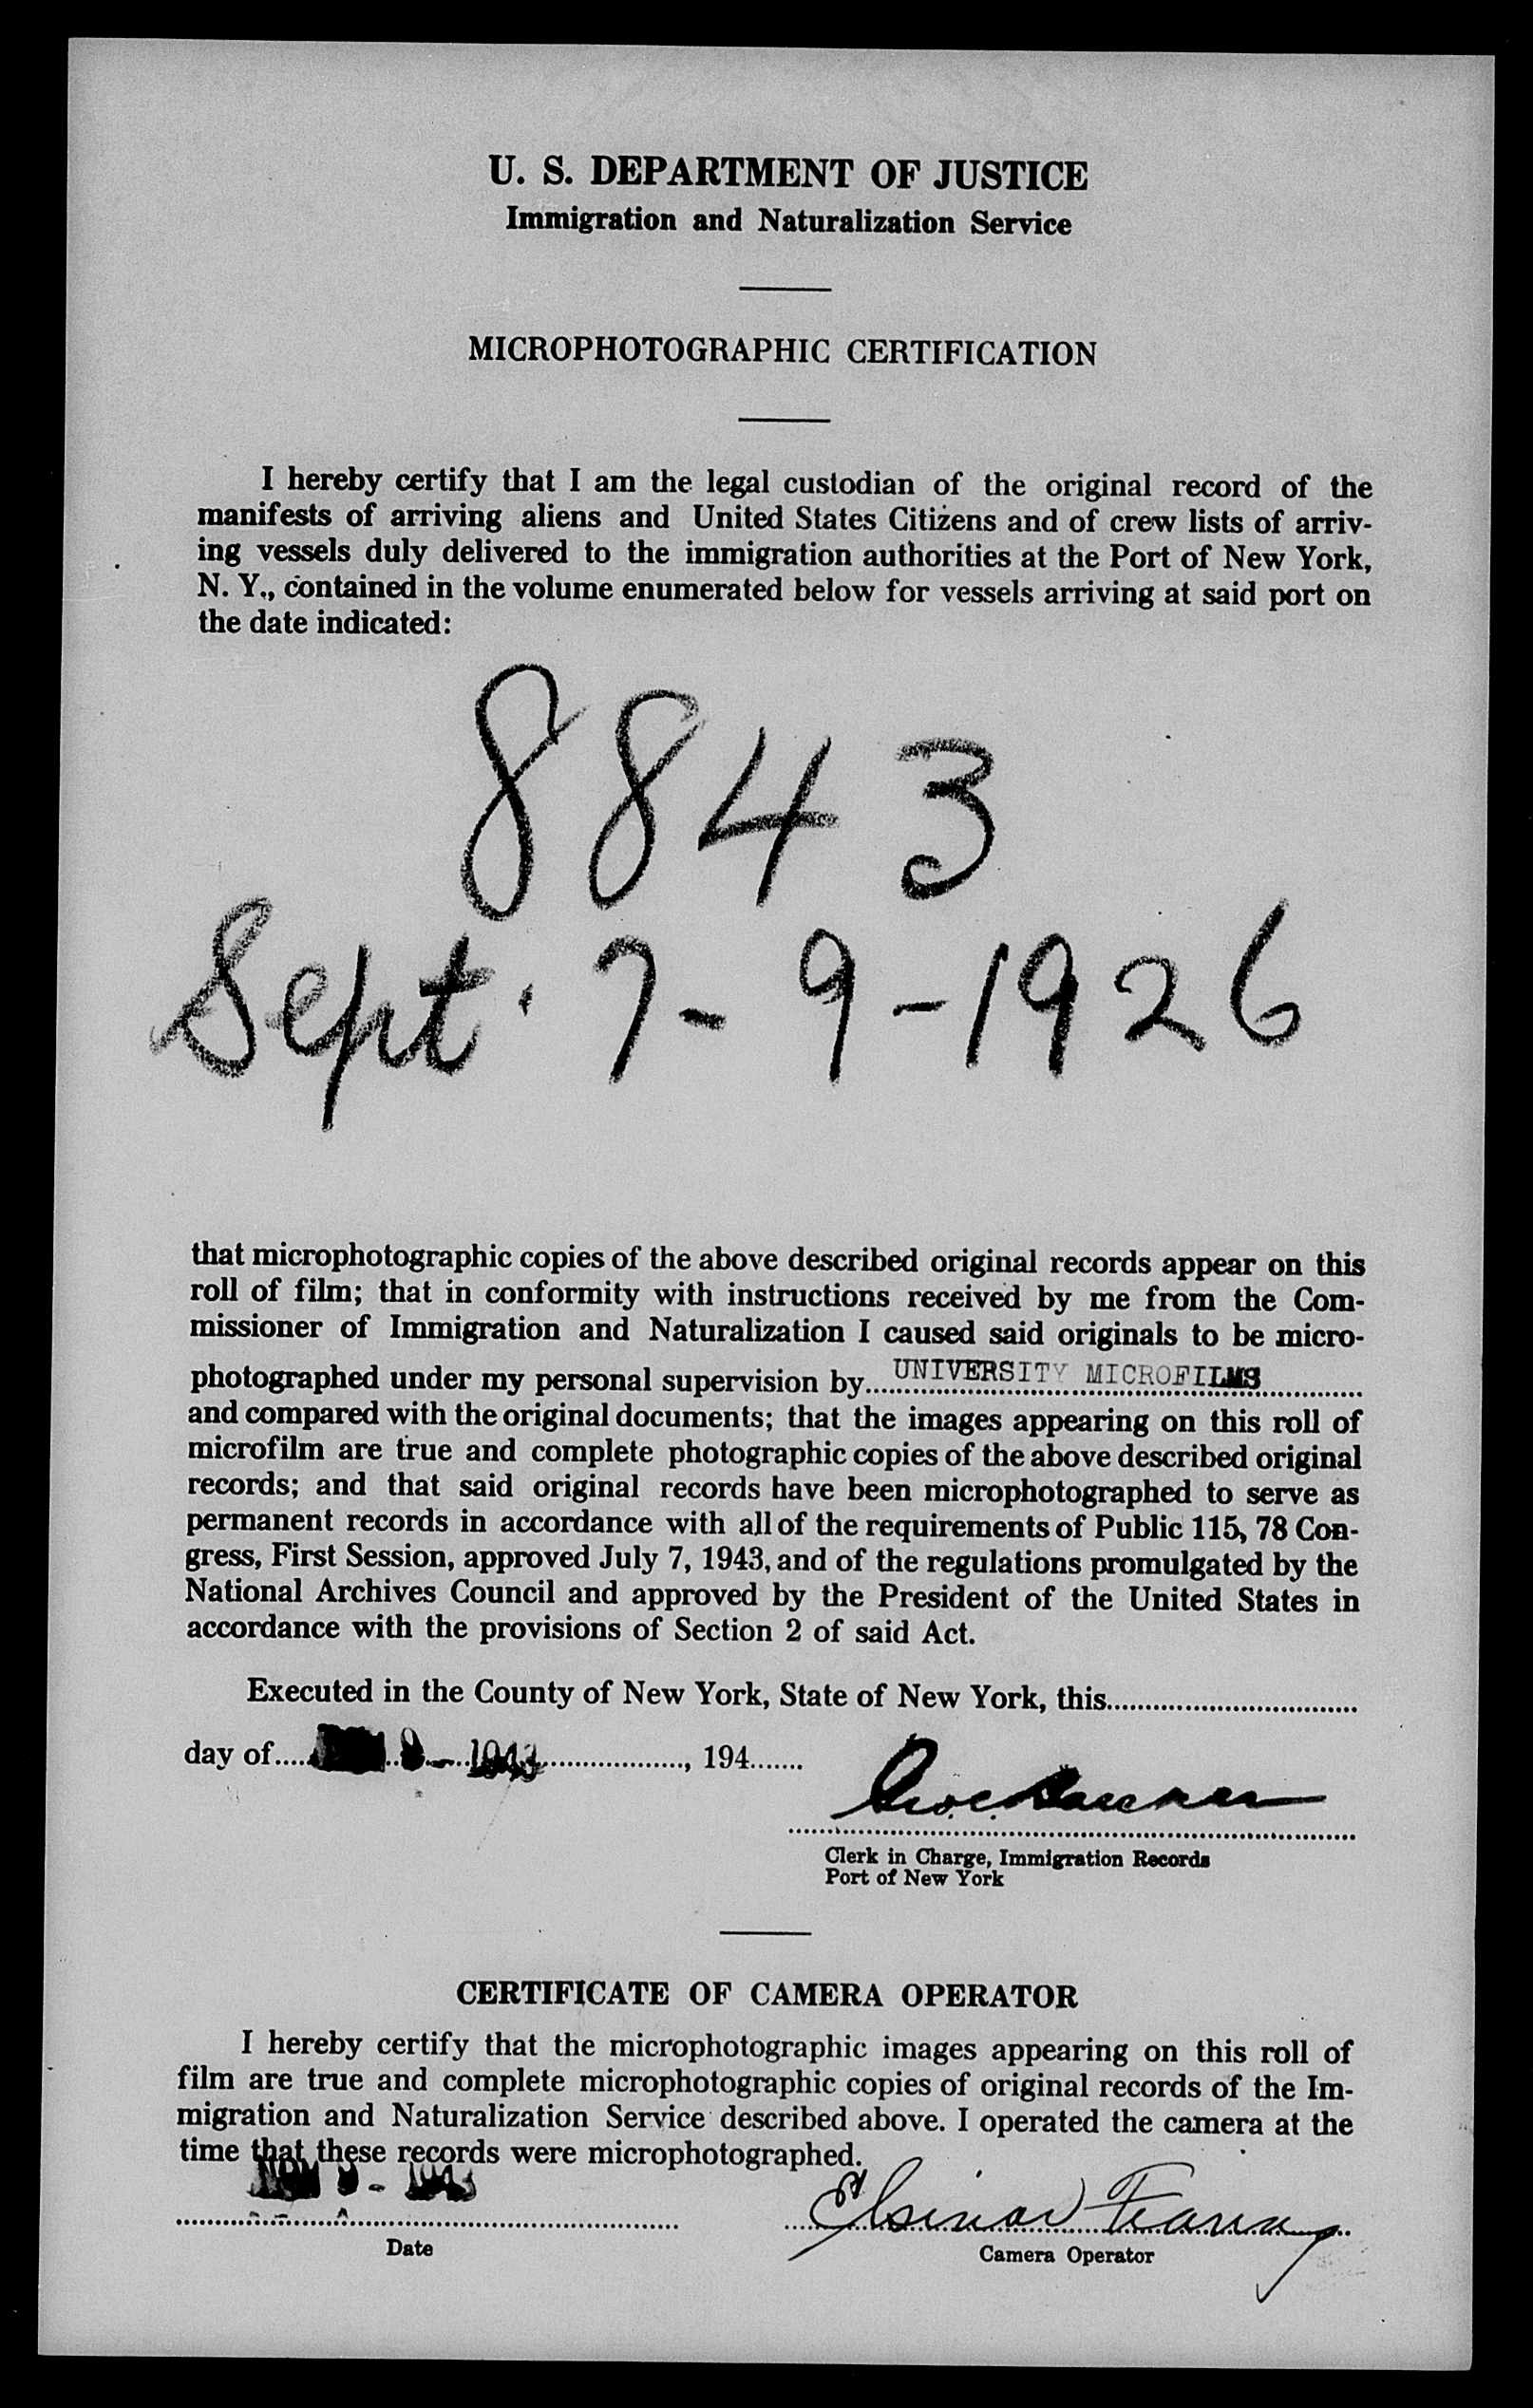 U. S. DEPARTMENT OF JUSTICE
Immigration and Naturalization Service
MICROPHOTOGRAPHIC CERTIFICATION
I hereby certify that I am the legal custodian of the original record of the
manifests of arriving aliens and United States Citizens and of crew lists of arriv-
ing vessels duly delivered to the immigration authorities at the Port of New York,
N. Y., contained in the volume enumerated below for vessels arriving at said port on
the date indicated:
8843
Sept. 7-9-1926
that microphotographic copies of the above described original records appear on this
roll of film; that in conformity with instructions received by me from the Com-
missioner of Immigration and Naturalization I caused said originals to be micro-
photographed under my personal supervision by UNIVERSITY MICROFILMS
and compared with the original documents; that the images appearing on this roll of
microfilm are true and complete photographic copies of the above described original
records; and that said original records have been microphotographed to serve as
permanent records in accordance with all of the requirements of Public 115, 78 Con-
gress, First Session, approved July 7, 1943, and of the regulations promulgated by the
National Archives Council and approved by the President of the United States in
accordance with the provisions of Section 2 of said Act.
Executed in the County of New York, State of New York, this
day of 1943, 194
Clerk in Charge, Immigration Records
Port of New York
CERTIFICATE OF CAMERA OPERATOR
I hereby certify that the microphotographic images appearing on this roll of
film are true and complete microphotographic copies of original records of the Im-
migration and Naturalization Service described above. I operated the camera at the
time that these records were microphotographed.
Date
Camera Operator